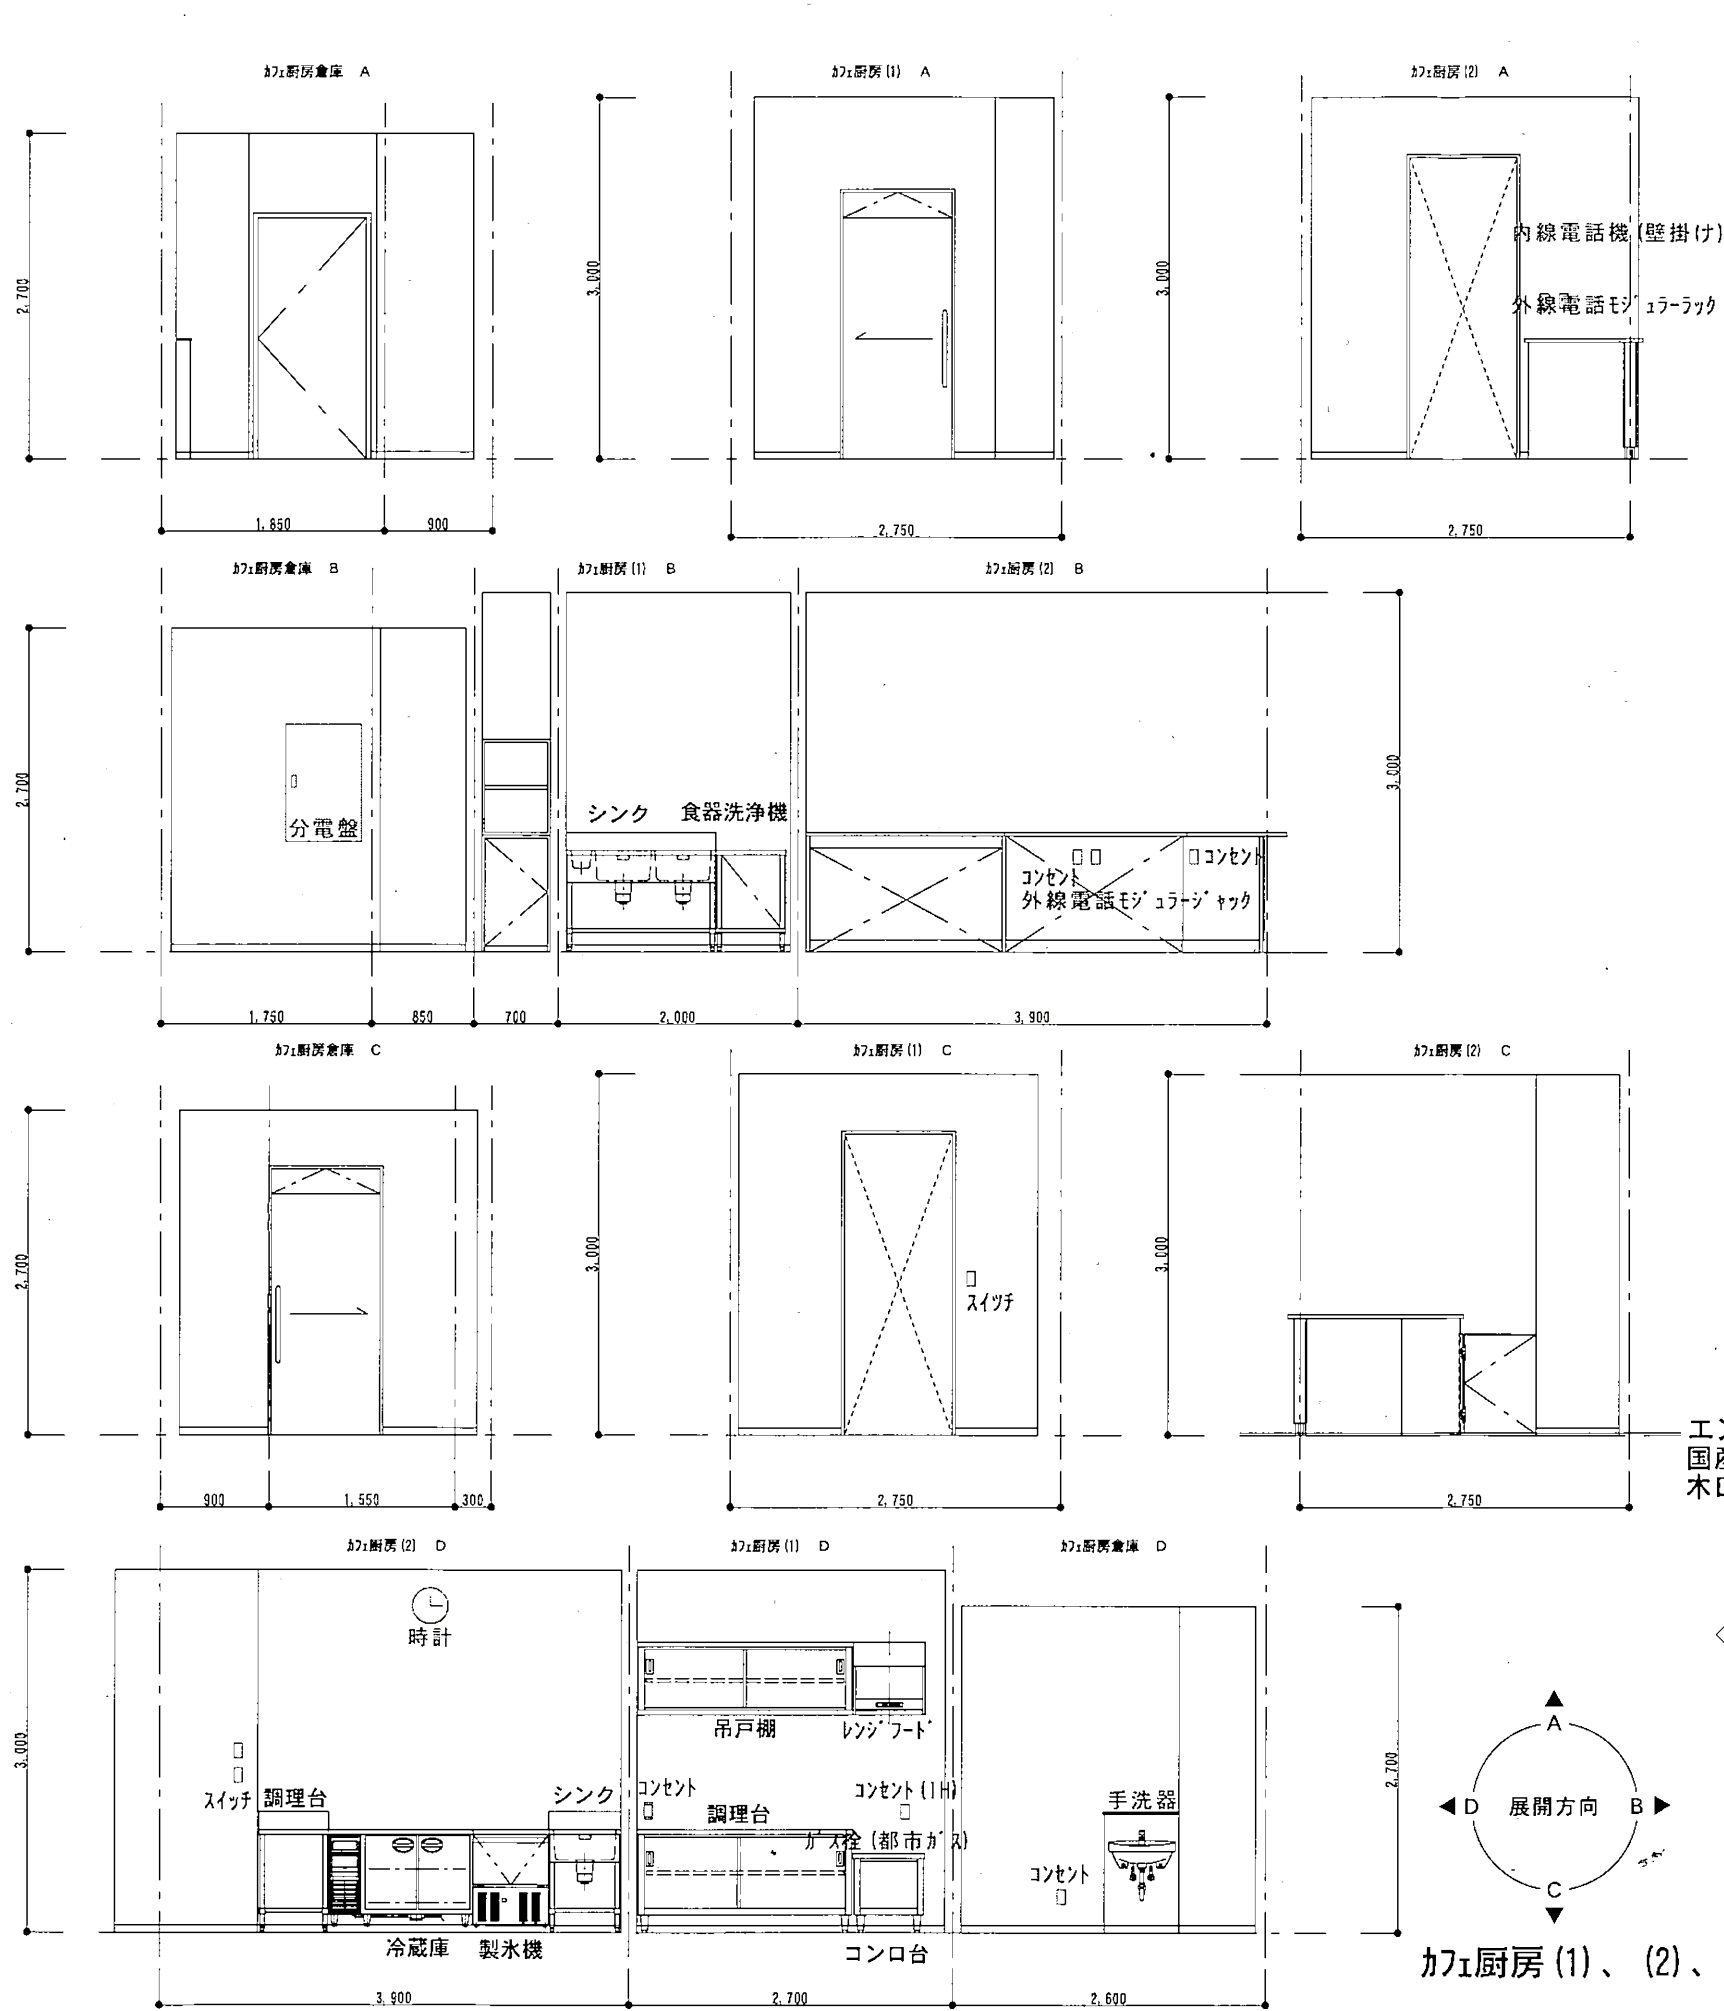 カフェ厨房倉庫 A
カフェ厨房(1) A
カフェ厨房(2) A
2,700
3,000
3,000
内線電話機(壁掛け)
外線電話モジュラーラック
1,850
900
2,750
2,750
カフェ厨房倉庫 B
カフェ厨房(1) B
カフェ厨房(2) B
2,700
3,000
分電盤
シンク
食器洗浄機
コンセント
コンセント
外線電話モジュラージャック
1,750
850
700
2,000
3,900
カフェ厨房倉庫 C
カフェ厨房(1) C
カフェ厨房(2) C
2,700
3,000
3,000
スイッチ
900
1,550
300
2,750
2,750
カフェ厨房(2) D
カフェ厨房(1) D
カフェ厨房倉庫 D
3,000
2,700
時計
吊戸棚
レンジフード
スイッチ
調理台
シンク
コンセント
調理台
コンセント(1H)
ガス栓(都市ガス)
手洗器
コンセント
冷蔵庫
製氷機
コンロ台
3,900
2,700
2,600
A
D 展開方向 B
C
カフェ厨房(1)、(2)、